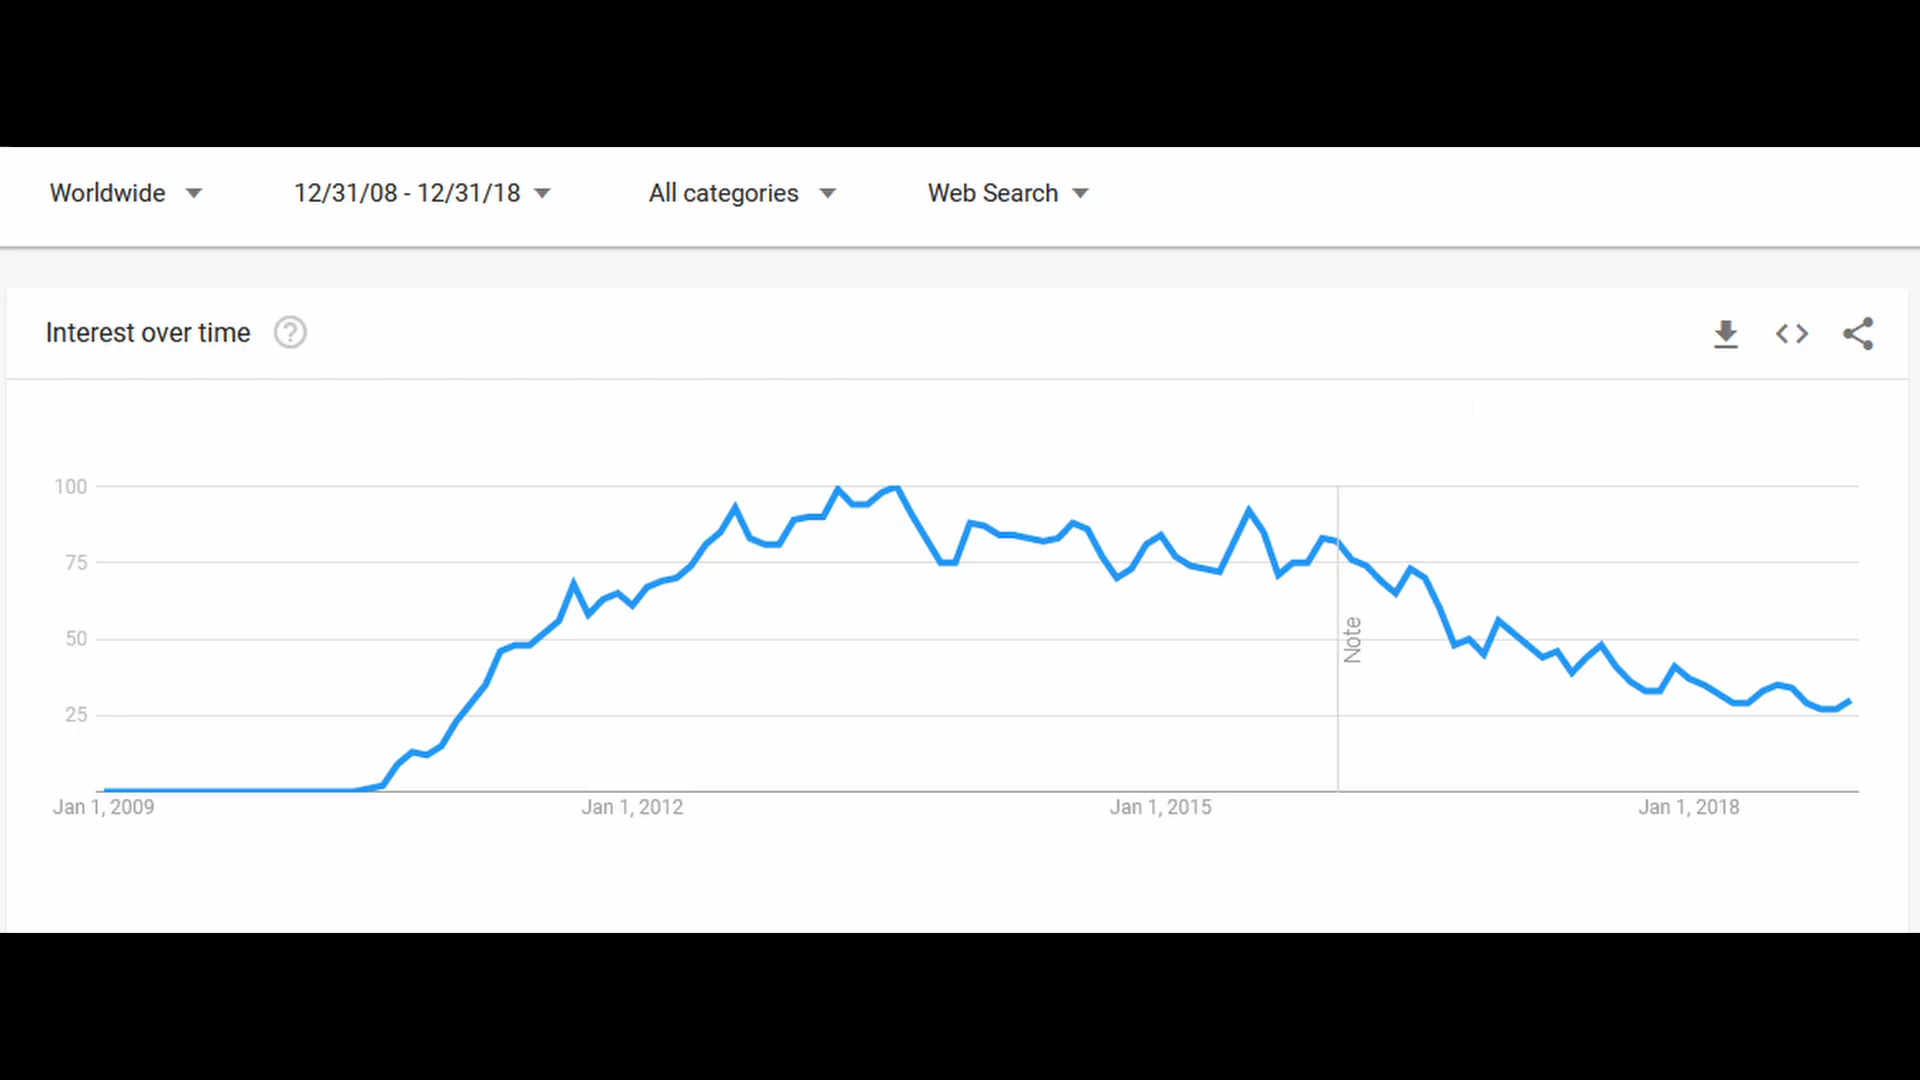 Worldwide 12/31/08 - 12/31/18 All categories Web Search
Interest over time ?
100
75
50
25
Note
Jan 1, 2009 Jan 1, 2012 Jan 1, 2015 Jan 1, 2018